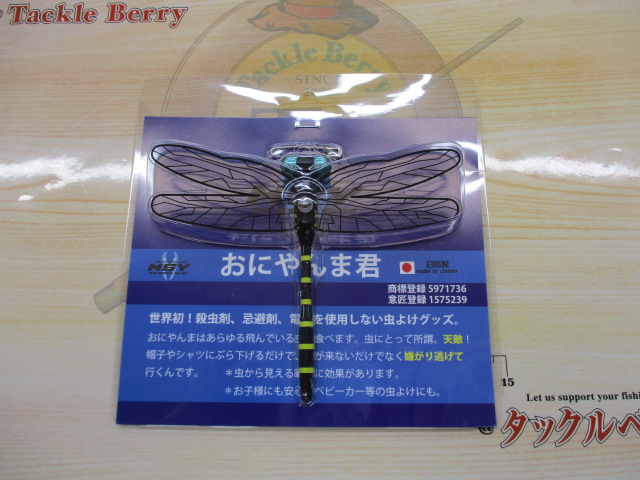 Tackle Berry
Tackle Berry
SINCE
HSY
おにやんま君
日本製
made in Japan
商標登録 5971736
意匠登録 1575239
世界初！殺虫剤、忌避剤、電 を使用しない虫よけグッズ。
おにやんまはあらゆる飛んでいる 食べます。虫にとって所謂、天敵！
帽子やシャツにぶら下げるだけで が来ないだけでなく嫌がり逃げて
行くんです。 ＊虫から見える に効果があります。
＊お子様にも安心 ベビーカー等の虫よけにも。
15
Let us support your fishi
@タックルベ